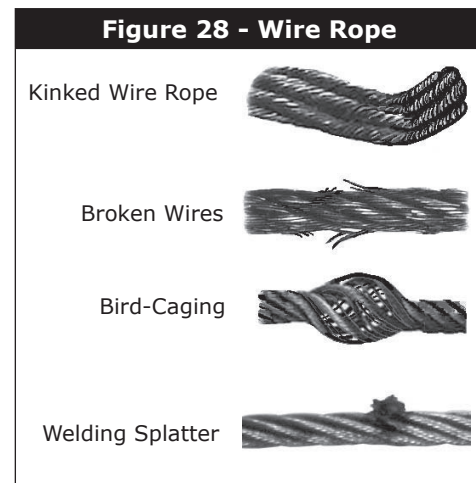 Figure 28 - Wire Rope
Kinked Wire Rope
Broken Wires
Bird-Caging
Welding Splatter